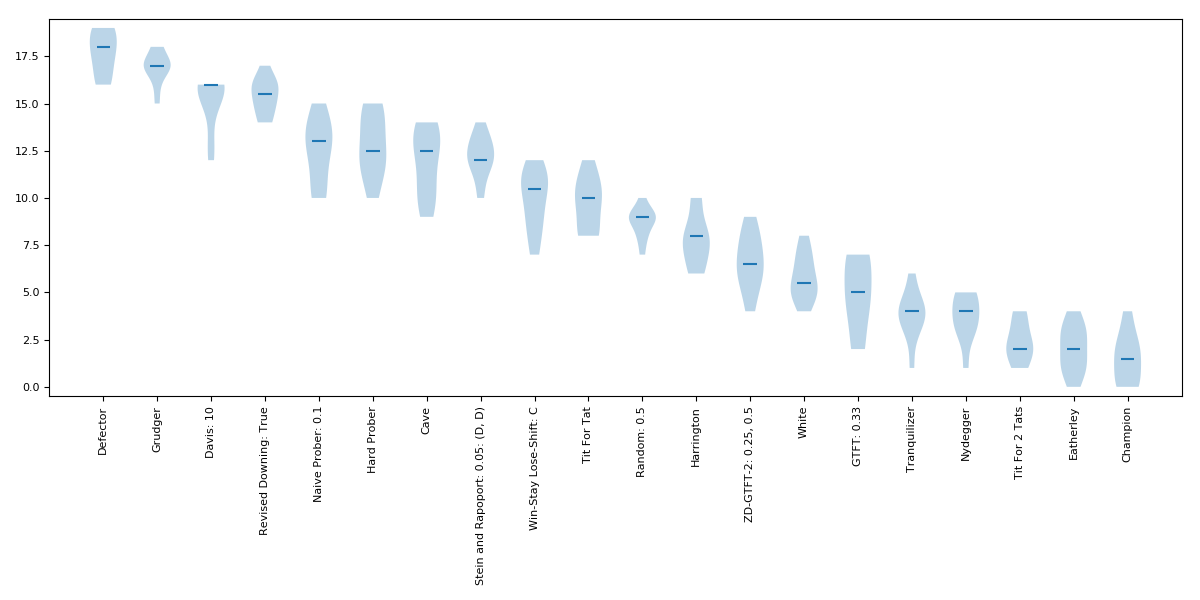 17.5
15.0
12.5
10.0
7.5
5.0
2.5
0.0
Defector
Grudger
Davis: 10
Revised Downing: True
Naive Prober: 0.1
Hard Prober
Cave
Stein and Rapoport: 0.05: (D, D)
Win-Stay Lose-Shift: C
Tit For Tat
Random: 0.5
Harrington
ZD-GTFT-2: 0.25, 0.5
White
GTFT: 0.33
Tranquilizer
Nydegger
Tit For 2 Tats
Eatherley
Champion